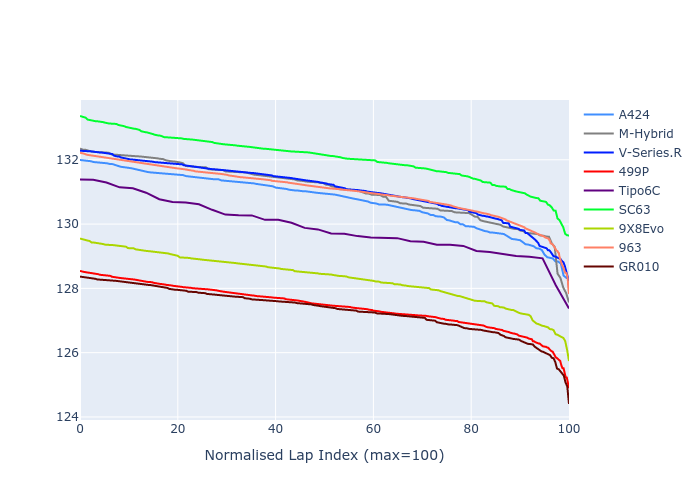 A424
M-Hybrid
V-Series.R
499P
Tipo6C
SC63
9X8Evo
963
GR010
132
130
128
126
124
0 20 40 60 80 100
Normalised Lap Index (max=100)